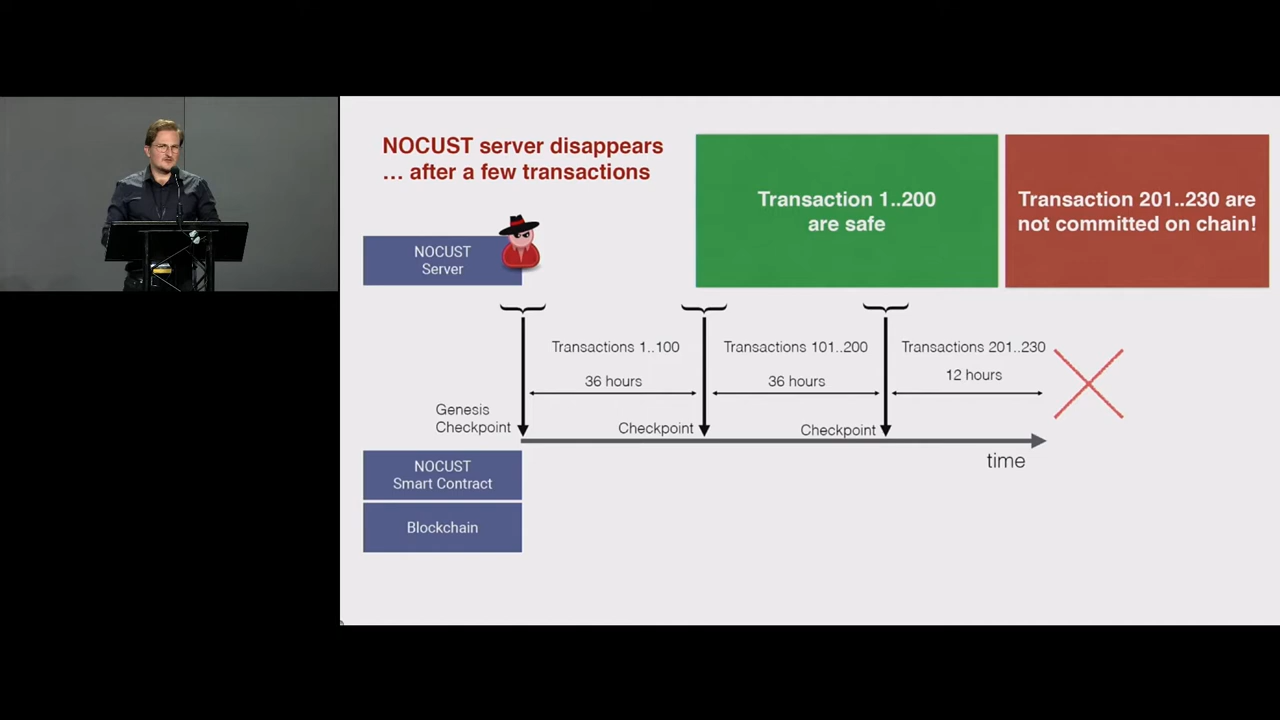 NOCUST server disappears
... after a few transactions
Transaction 1..200
are safe
Transaction 201..230 are
not committed on chain!
NOCUST
Server
Transactions 1..100
Transactions 101..200
Transactions 201..230
36 hours
36 hours
12 hours
Genesis
Checkpoint
Checkpoint
Checkpoint
time
NOCUST
Smart Contract
Blockchain